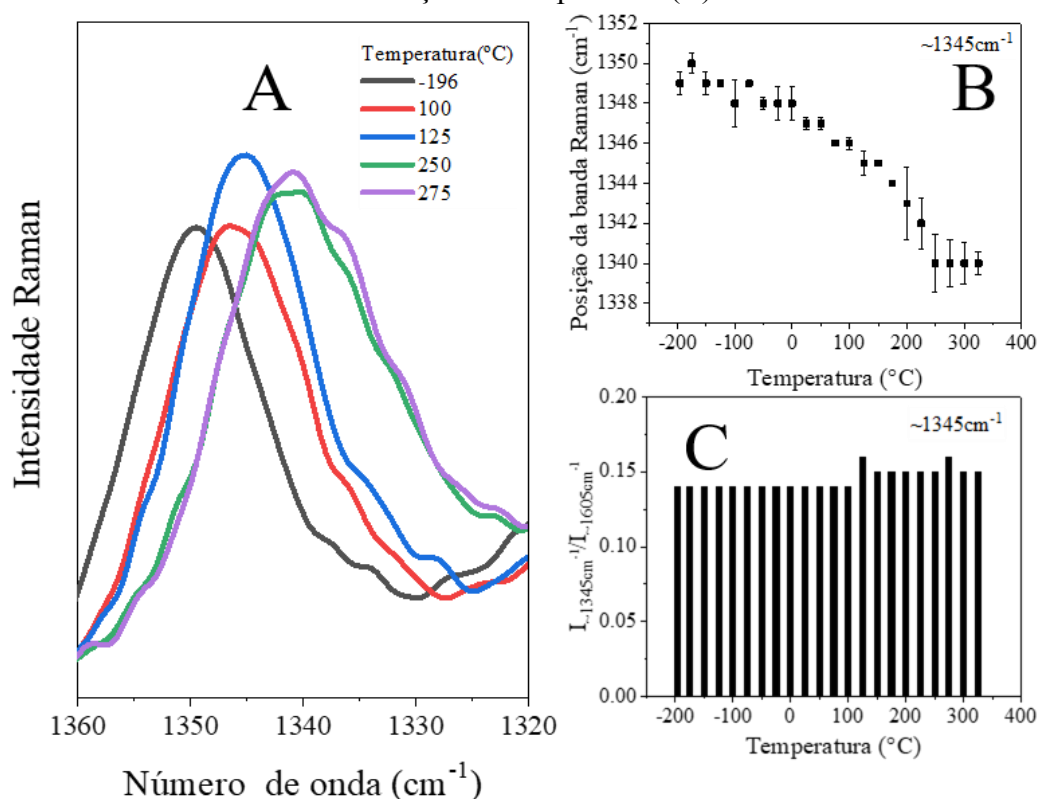 Temperatura(°C)
-196
100
125
250
275
A
Intensidade Raman
1360 1350 1340 1330 1320
Número de onda (cm⁻¹)
1352
1350
1348
1346
1344
1342
1340
1338
Posição da banda Raman (cm⁻¹)
~1345cm⁻¹
B
-200 -100 0 100 200 300 400
Temperatura (°C)
0.20
0.15
0.10
0.05
0.00
I~1345cm⁻¹/I~1605cm⁻¹
~1345cm⁻¹
C
-200 -100 0 100 200 300 400
Temperatura (°C)